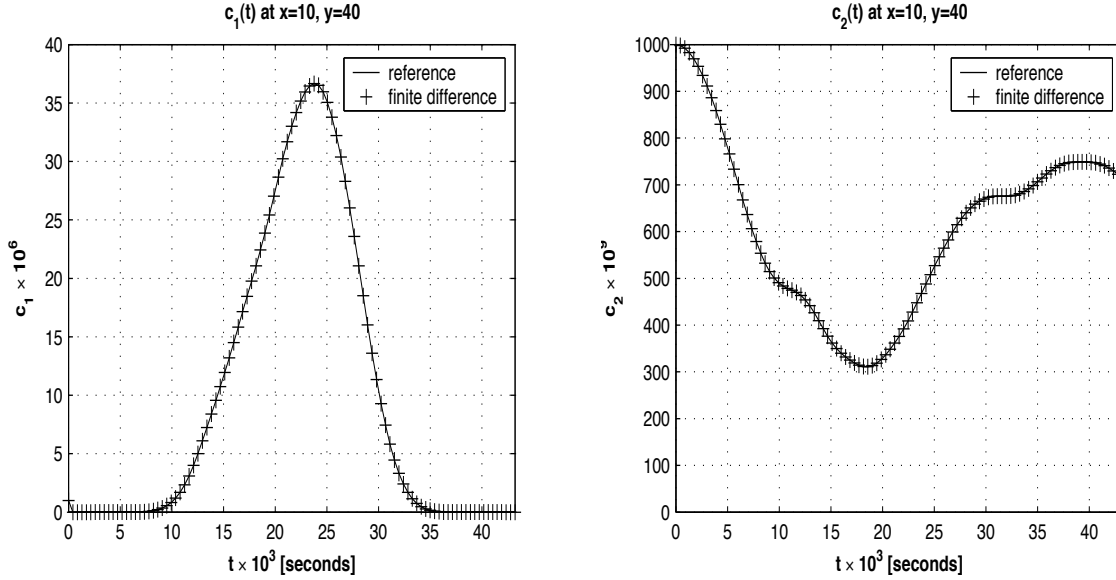 c1(t) at x=10, y=40
40
35
30
25
20
15
10
5
0
c1 × 10^6
0 5 10 15 20 25 30 35 40
t × 10^3 [seconds]
reference
finite difference
c2(t) at x=10, y=40
1000
900
800
700
600
500
400
300
200
100
0
c2 × 10^9
0 5 10 15 20 25 30 35 40
t × 10^3 [seconds]
reference
finite difference